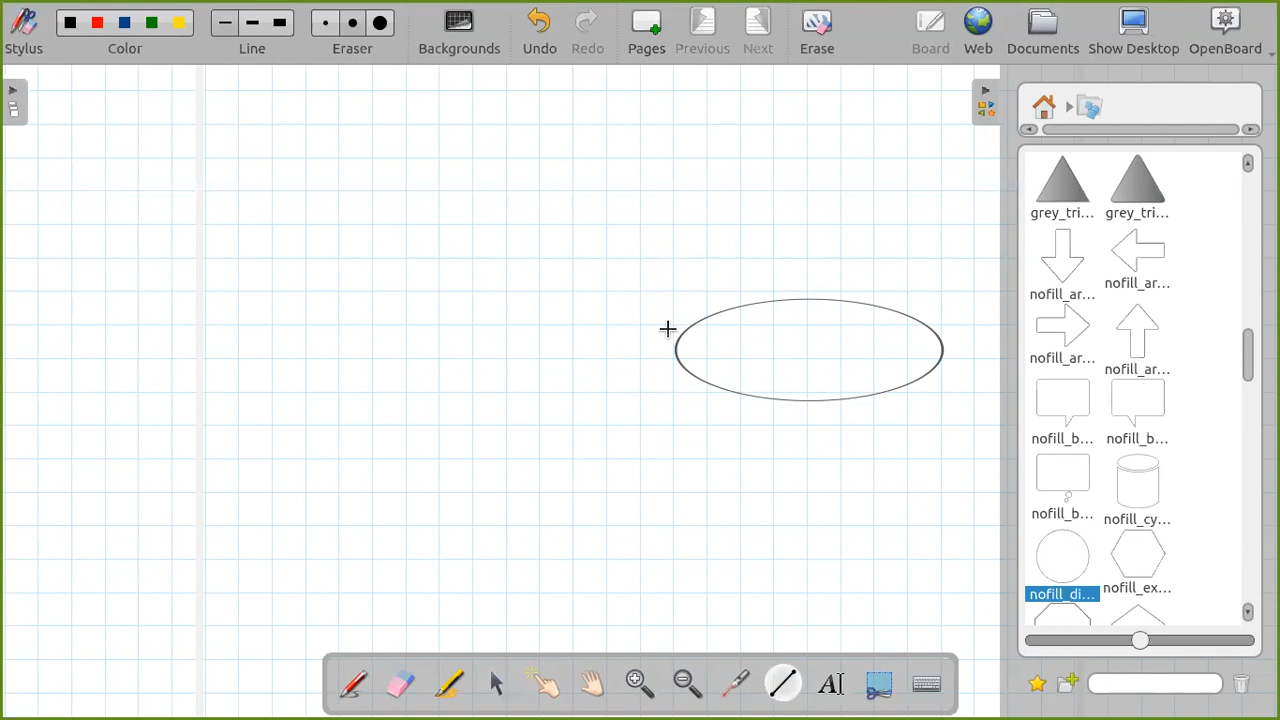 Stylus Color Line Eraser Backgrounds Undo Redo Pages Previous Next Erase Board Web Documents Show Desktop OpenBoard
grey_tri... grey_tri...
nofill_ar... nofill_ar...
nofill_ar... nofill_ar...
nofill_b... nofill_b...
nofill_b... nofill_cy...
nofill_di... nofill_ex...
AI